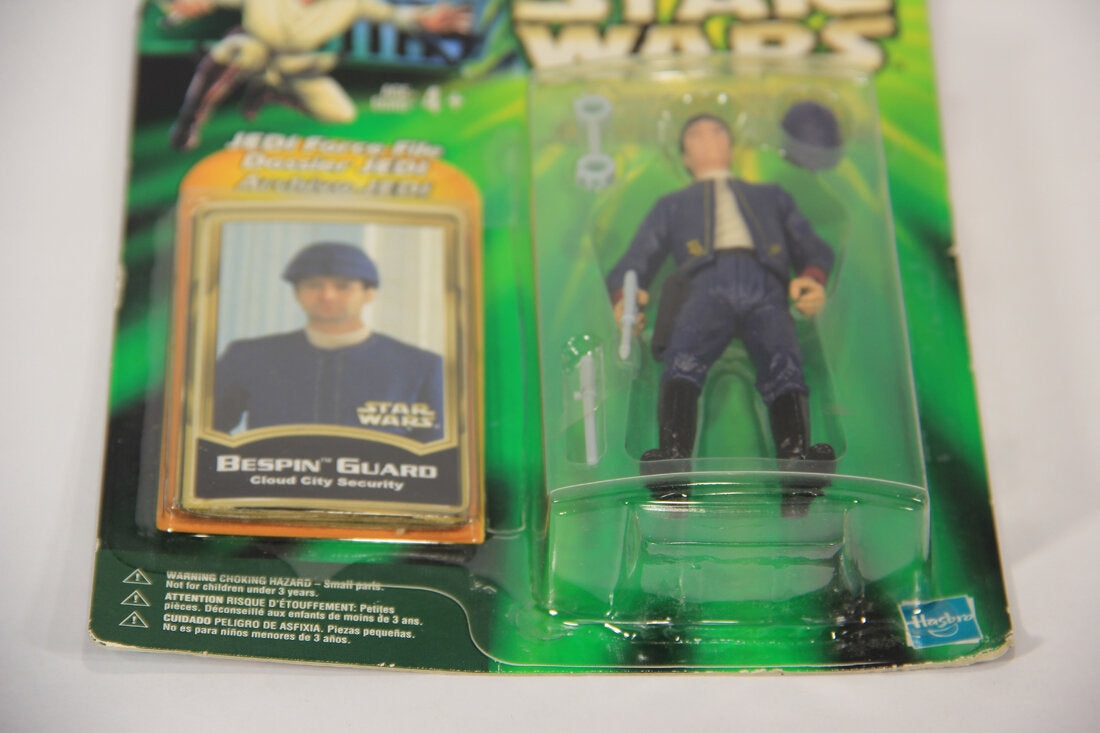 STAR
WARS
4+
JEDI Force File
Dossier JEDI
Archivo JEDI
STAR
WARS
BESPIN™ GUARD
Cloud City Security
WARNING CHOKING HAZARD – Small parts.
Not for children under 3 years.
ATTENTION RISQUE D'ÉTOUFFEMENT: Petites
pièces. Déconseillé aux enfants de moins de 3 ans.
CUIDADO PELIGRO DE ASFIXIA. Piezas pequeñas.
No es para niños menores de 3 años.
Hasbro